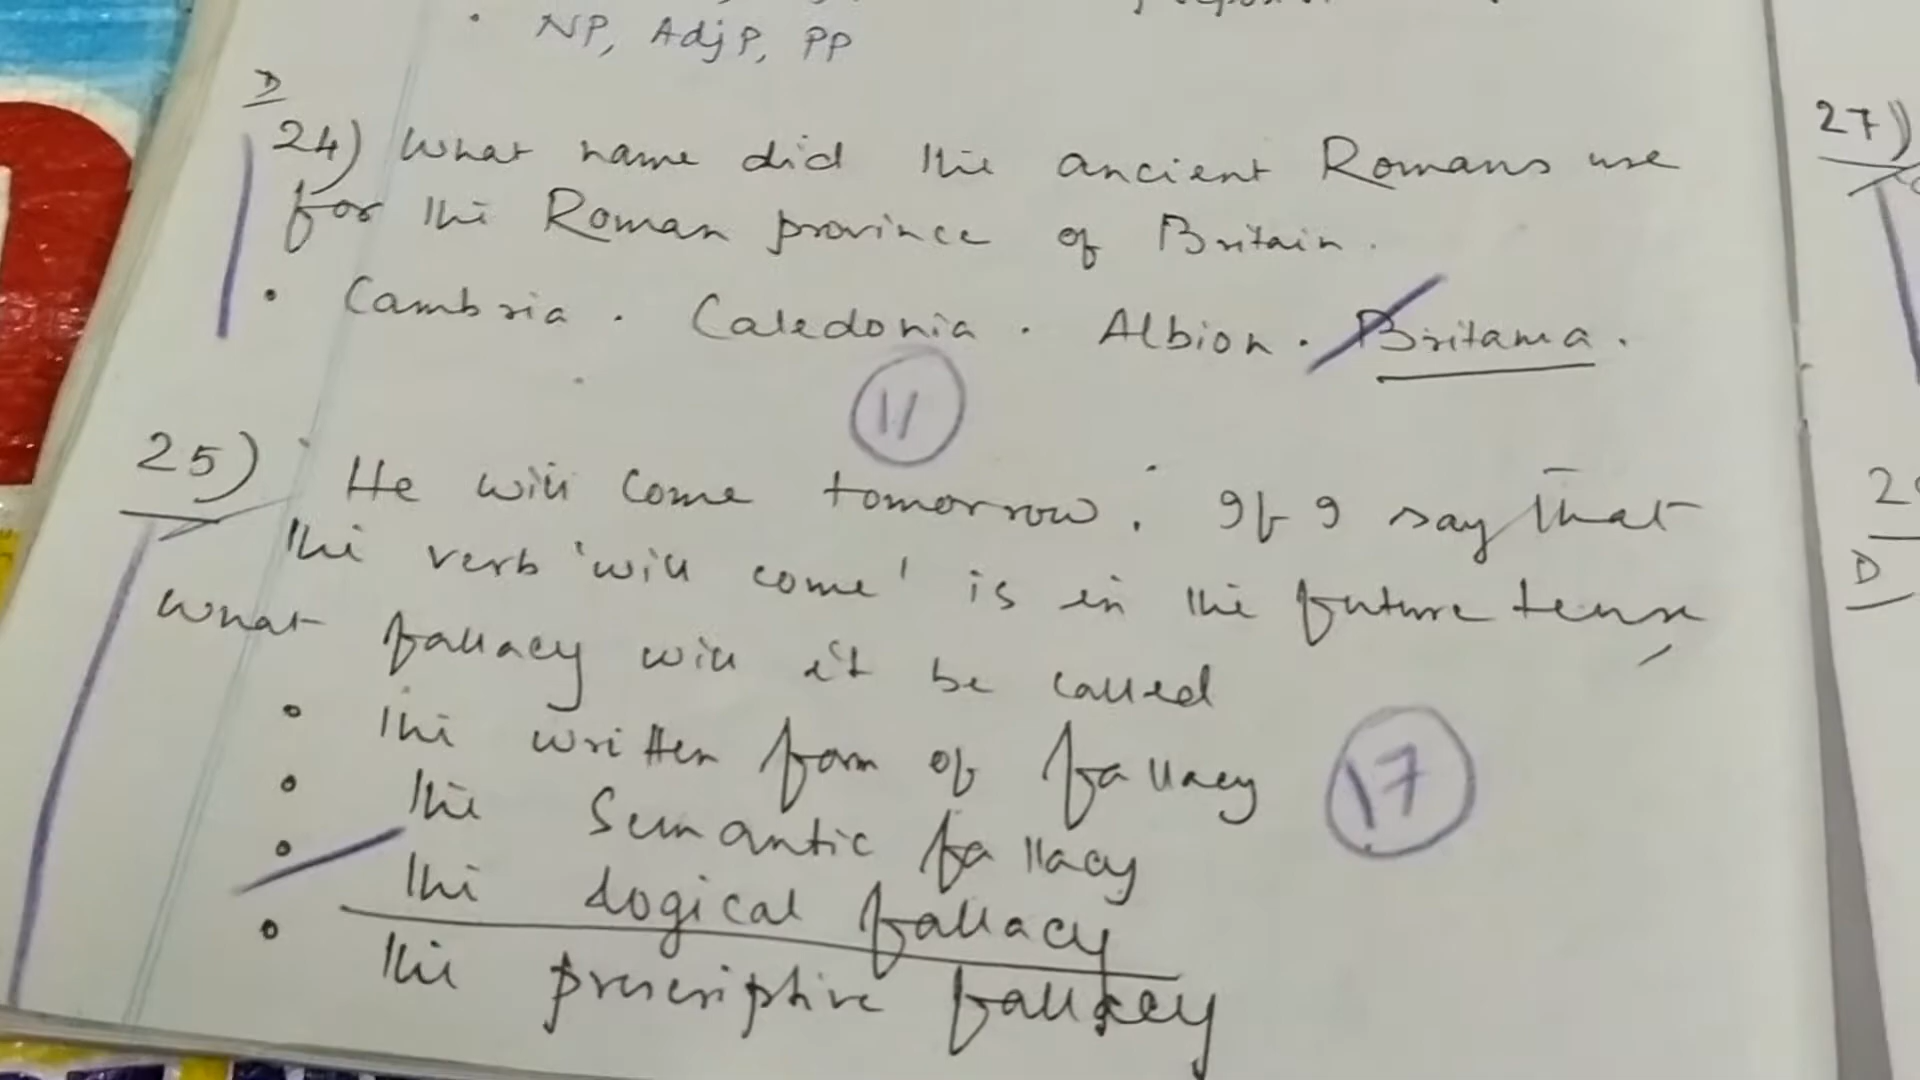 • NP, AdjP, PP
D
24) What name did the ancient Romans use
for the Roman province of Britain.
• Cambria . Caledonia . Albion . Britania .
11
25) He will come tomorrow. If I say that
the verb 'will come' is in the future tense,
What fallacy will it be called
• the written form of fallacy
17
• the Semantic fallacy
• the Logical fallacy
• the prescriptive fallacy
27)
D